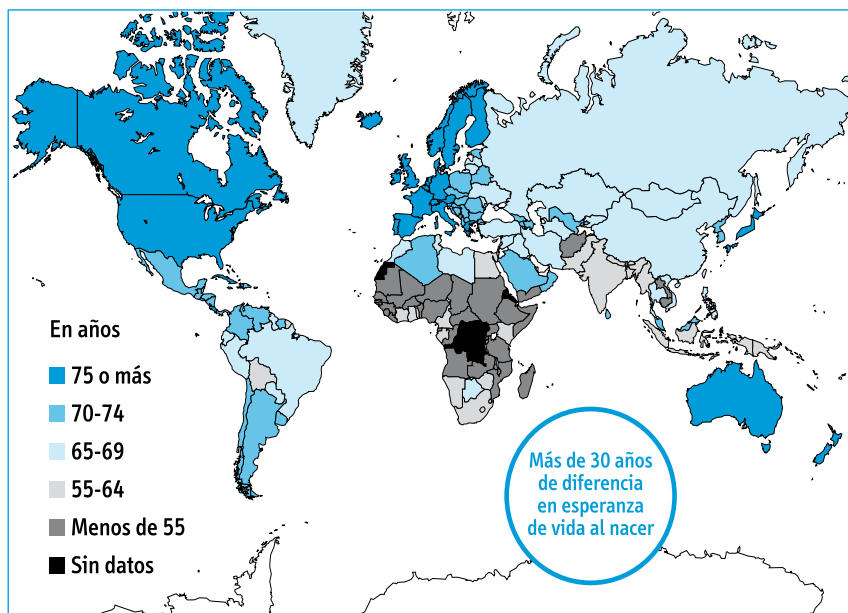 En años
75 o más
70-74
65-69
55-64
Menos de 55
Sin datos
Más de 30 años
de diferencia
en esperanza
de vida al nacer